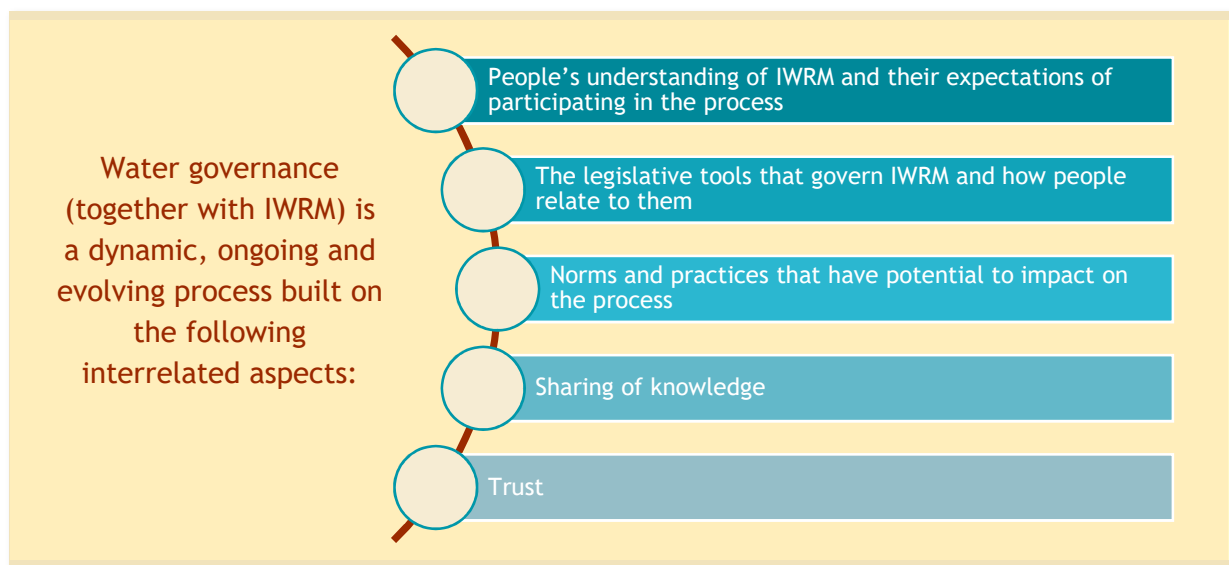 Water governance
(together with IWRM) is
a dynamic, ongoing and
evolving process built on
the following
interrelated aspects:
People’s understanding of IWRM and their expectations of
participating in the process
The legislative tools that govern IWRM and how people
relate to them
Norms and practices that have potential to impact on
the process
Sharing of knowledge
Trust